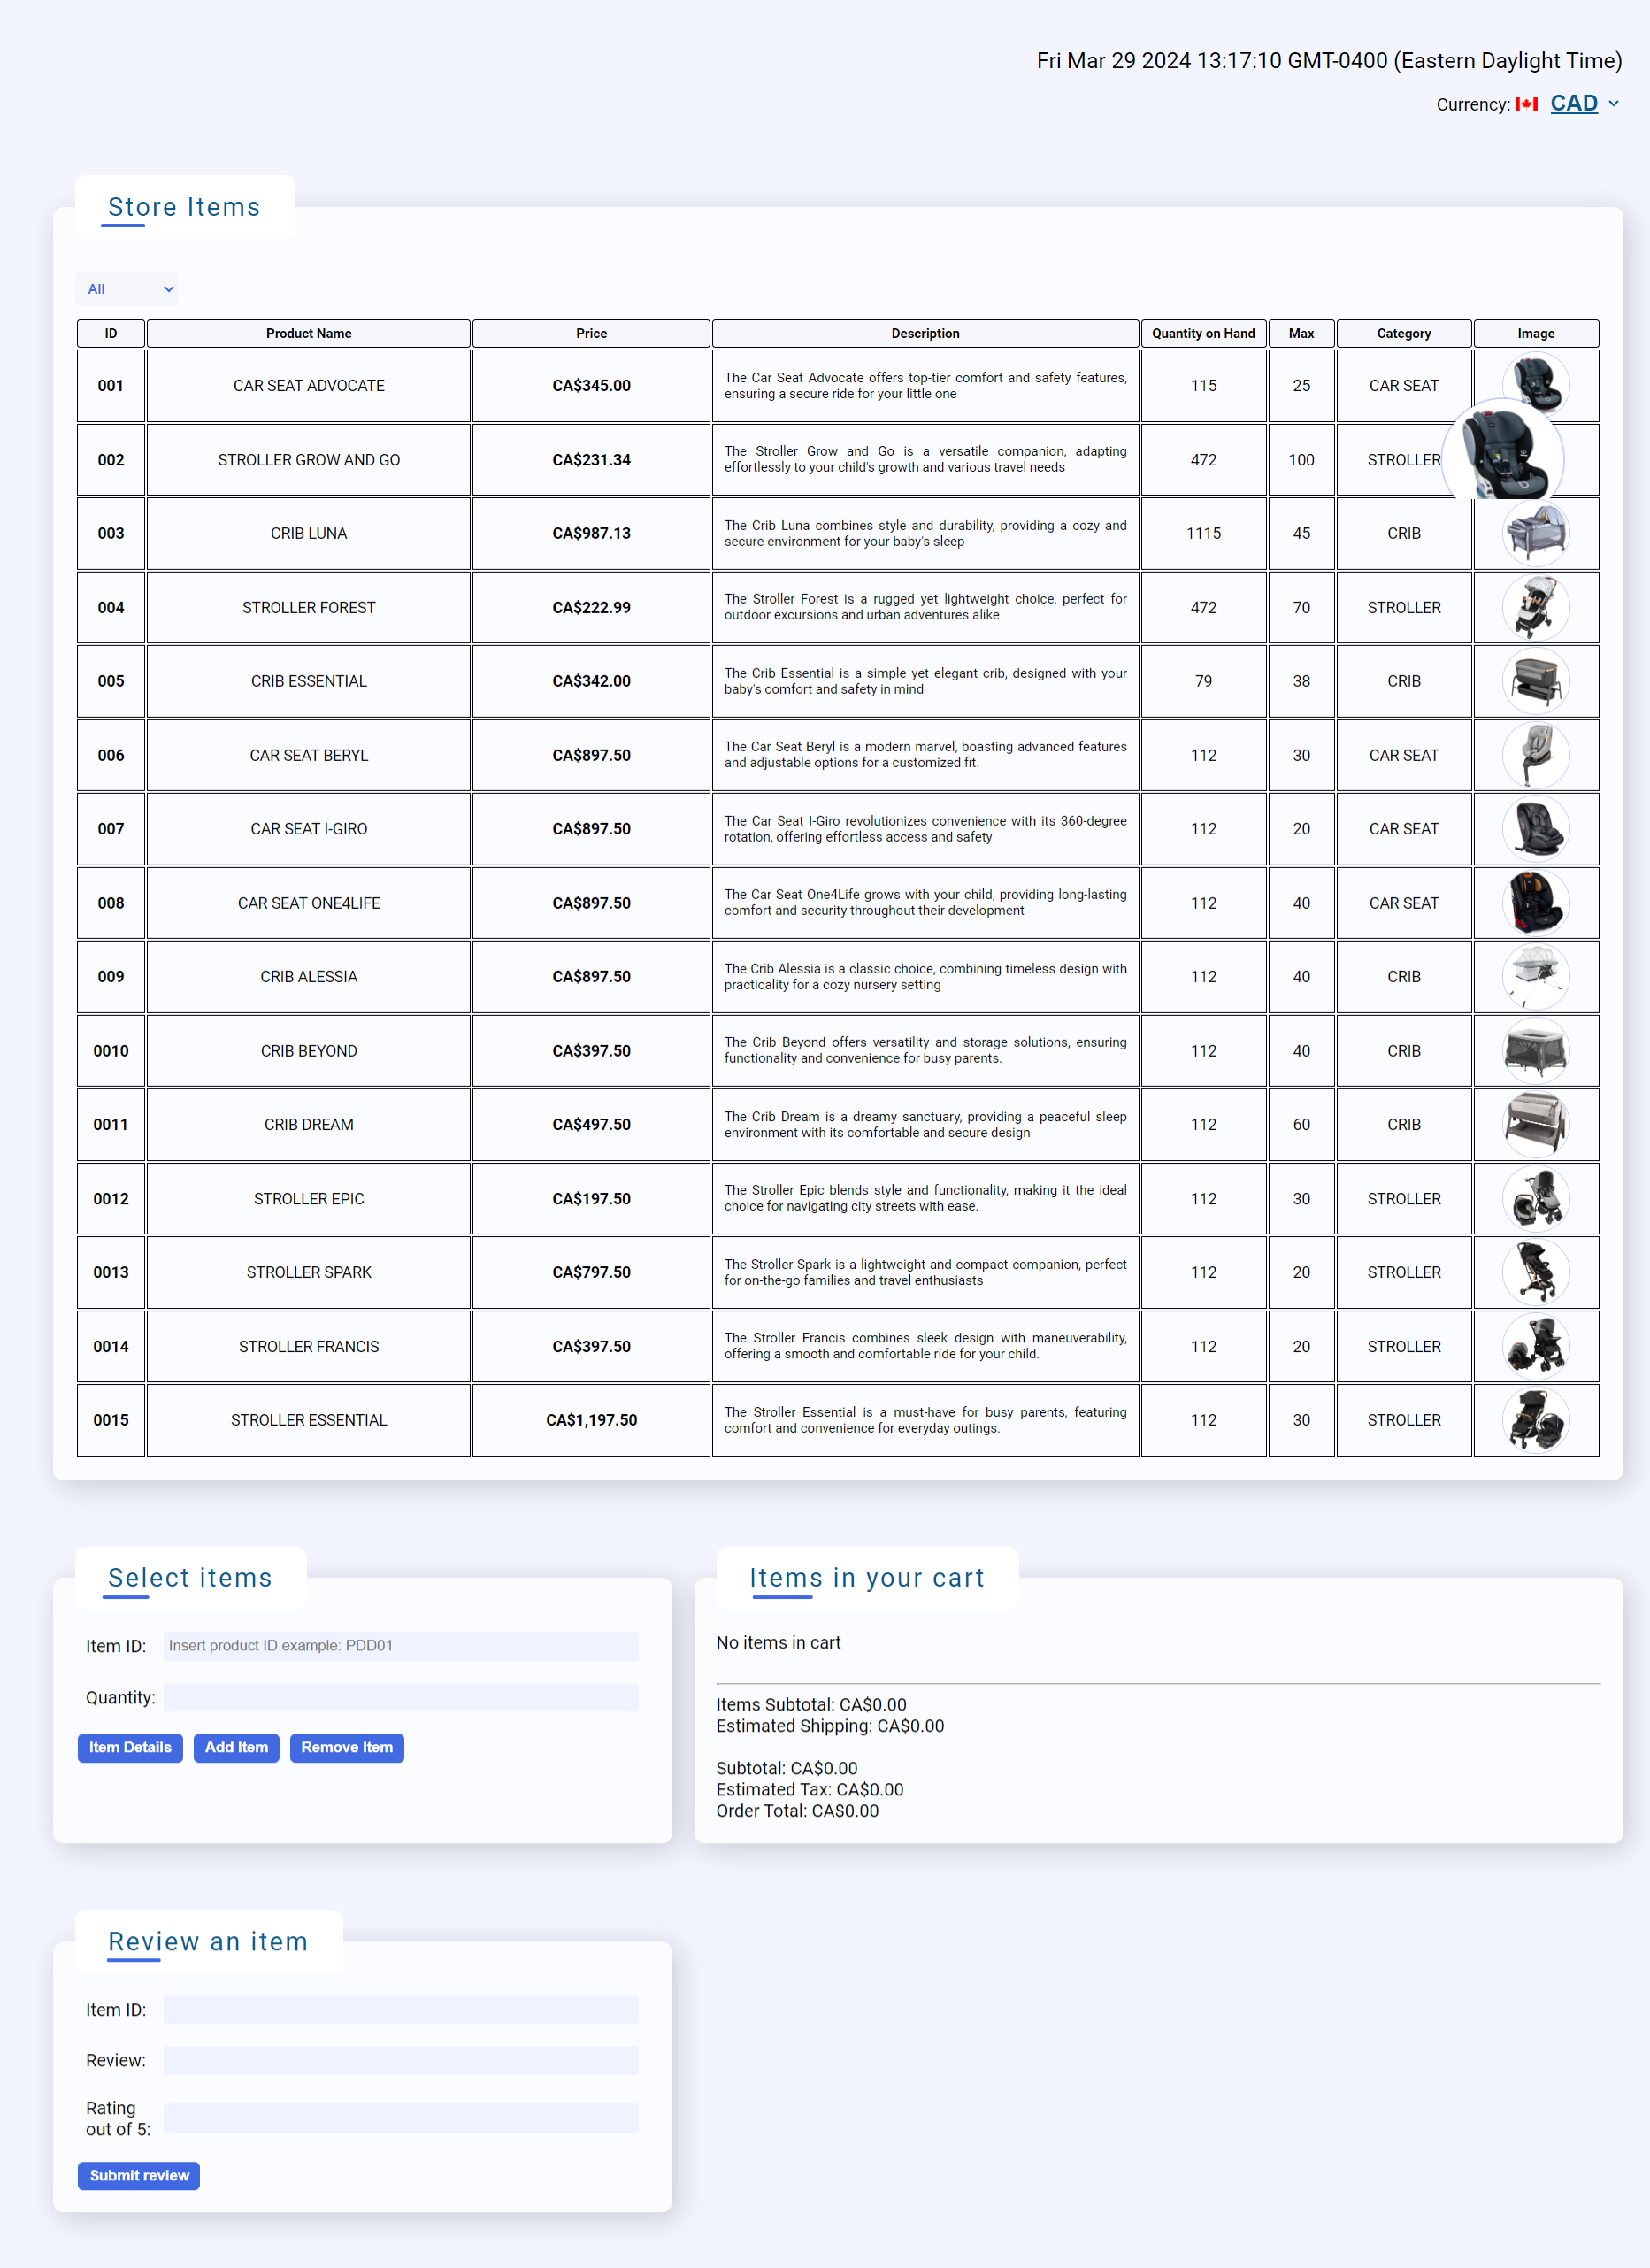 Fri Mar 29 2024 13:17:10 GMT-0400 (Eastern Daylight Time)
Currency: CAD
Store Items
All
ID Product Name Price Description Quantity on Hand Max Category Image
001 CAR SEAT ADVOCATE CA$345.00 The Car Seat Advocate offers top-tier comfort and safety features, ensuring a secure ride for your little one 115 25 CAR SEAT
002 STROLLER GROW AND GO CA$231.34 The Stroller Grow and Go is a versatile companion, adapting effortlessly to your child's growth and various travel needs 472 100 STROLLER
003 CRIB LUNA CA$987.13 The Crib Luna combines style and durability, providing a cozy and secure environment for your baby's sleep 1115 45 CRIB
004 STROLLER FOREST CA$222.99 The Stroller Forest is a rugged yet lightweight choice, perfect for outdoor excursions and urban adventures alike 472 70 STROLLER
005 CRIB ESSENTIAL CA$342.00 The Crib Essential is a simple yet elegant crib, designed with your baby's comfort and safety in mind 79 38 CRIB
006 CAR SEAT BERYL CA$897.50 The Car Seat Beryl is a modern marvel, boasting advanced features and adjustable options for a customized fit. 112 30 CAR SEAT
007 CAR SEAT I-GIRO CA$897.50 The Car Seat I-Giro revolutionizes convenience with its 360-degree rotation, offering effortless access and safety 112 20 CAR SEAT
008 CAR SEAT ONE4LIFE CA$897.50 The Car Seat One4Life grows with your child, providing long-lasting comfort and security throughout their development 112 40 CAR SEAT
009 CRIB ALESSIA CA$897.50 The Crib Alessia is a classic choice, combining timeless design with practicality for a cozy nursery setting 112 40 CRIB
0010 CRIB BEYOND CA$397.50 The Crib Beyond offers versatility and storage solutions, ensuring functionality and convenience for busy parents. 112 40 CRIB
0011 CRIB DREAM CA$497.50 The Crib Dream is a dreamy sanctuary, providing a peaceful sleep environment with its comfortable and secure design 112 60 CRIB
0012 STROLLER EPIC CA$197.50 The Stroller Epic blends style and functionality, making it the ideal choice for navigating city streets with ease. 112 30 STROLLER
0013 STROLLER SPARK CA$797.50 The Stroller Spark is a lightweight and compact companion, perfect for on-the-go families and travel enthusiasts 112 20 STROLLER
0014 STROLLER FRANCIS CA$397.50 The Stroller Francis combines sleek design with maneuverability, offering a smooth and comfortable ride for your child. 112 20 STROLLER
0015 STROLLER ESSENTIAL CA$1,197.50 The Stroller Essential is a must-have for busy parents, featuring comfort and convenience for everyday outings. 112 30 STROLLER
Select items
Item ID: Insert product ID example: PDD01
Quantity:
Item Details Add Item Remove Item
Items in your cart
No items in cart
Items Subtotal: CA$0.00
Estimated Shipping: CA$0.00
Subtotal: CA$0.00
Estimated Tax: CA$0.00
Order Total: CA$0.00
Review an item
Item ID:
Review:
Rating
out of 5:
Submit review